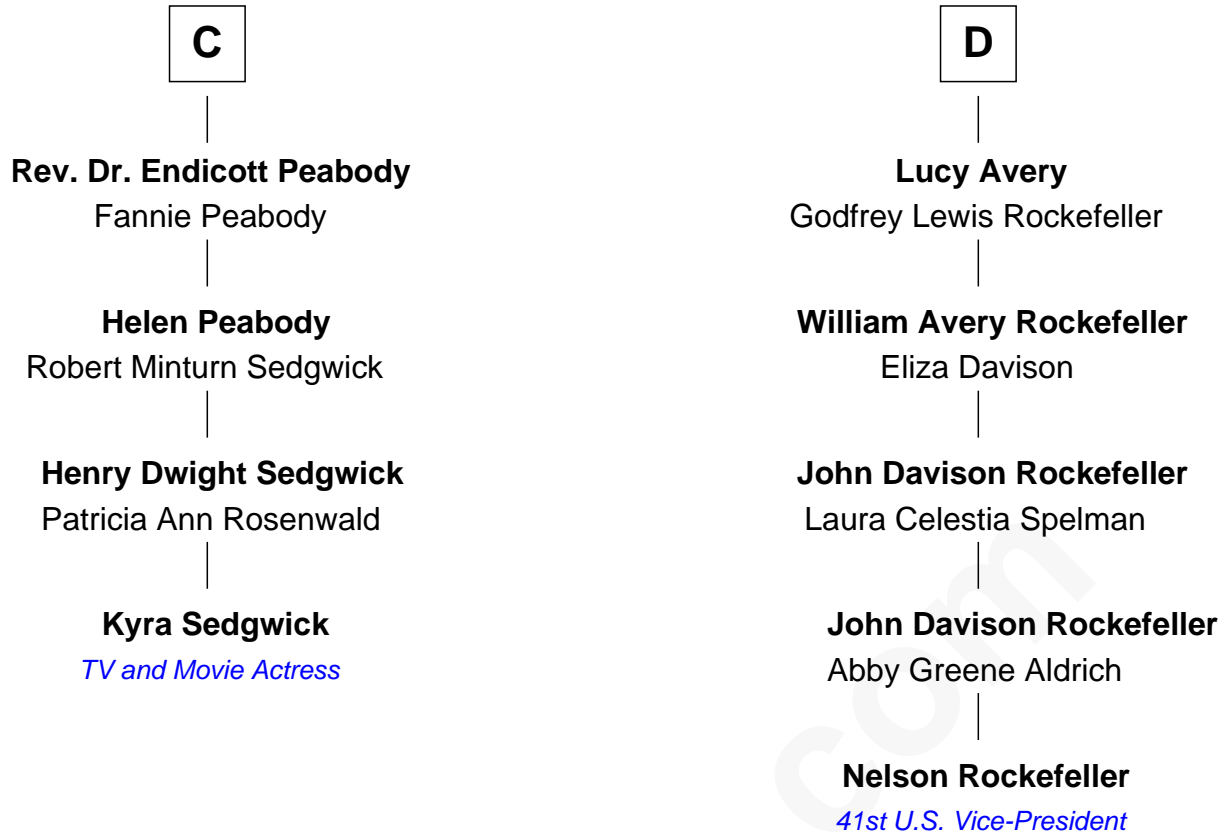 C
Rev. Dr. Endicott Peabody
Fannie Peabody
Helen Peabody
Robert Minturn Sedgwick
Henry Dwight Sedgwick
Patricia Ann Rosenwald
Kyra Sedgwick
TV and Movie Actress
D
Lucy Avery
Godfrey Lewis Rockefeller
William Avery Rockefeller
Eliza Davison
John Davison Rockefeller
Laura Celestia Spelman
John Davison Rockefeller
Abby Greene Aldrich
Nelson Rockefeller
41st U.S. Vice-President
com